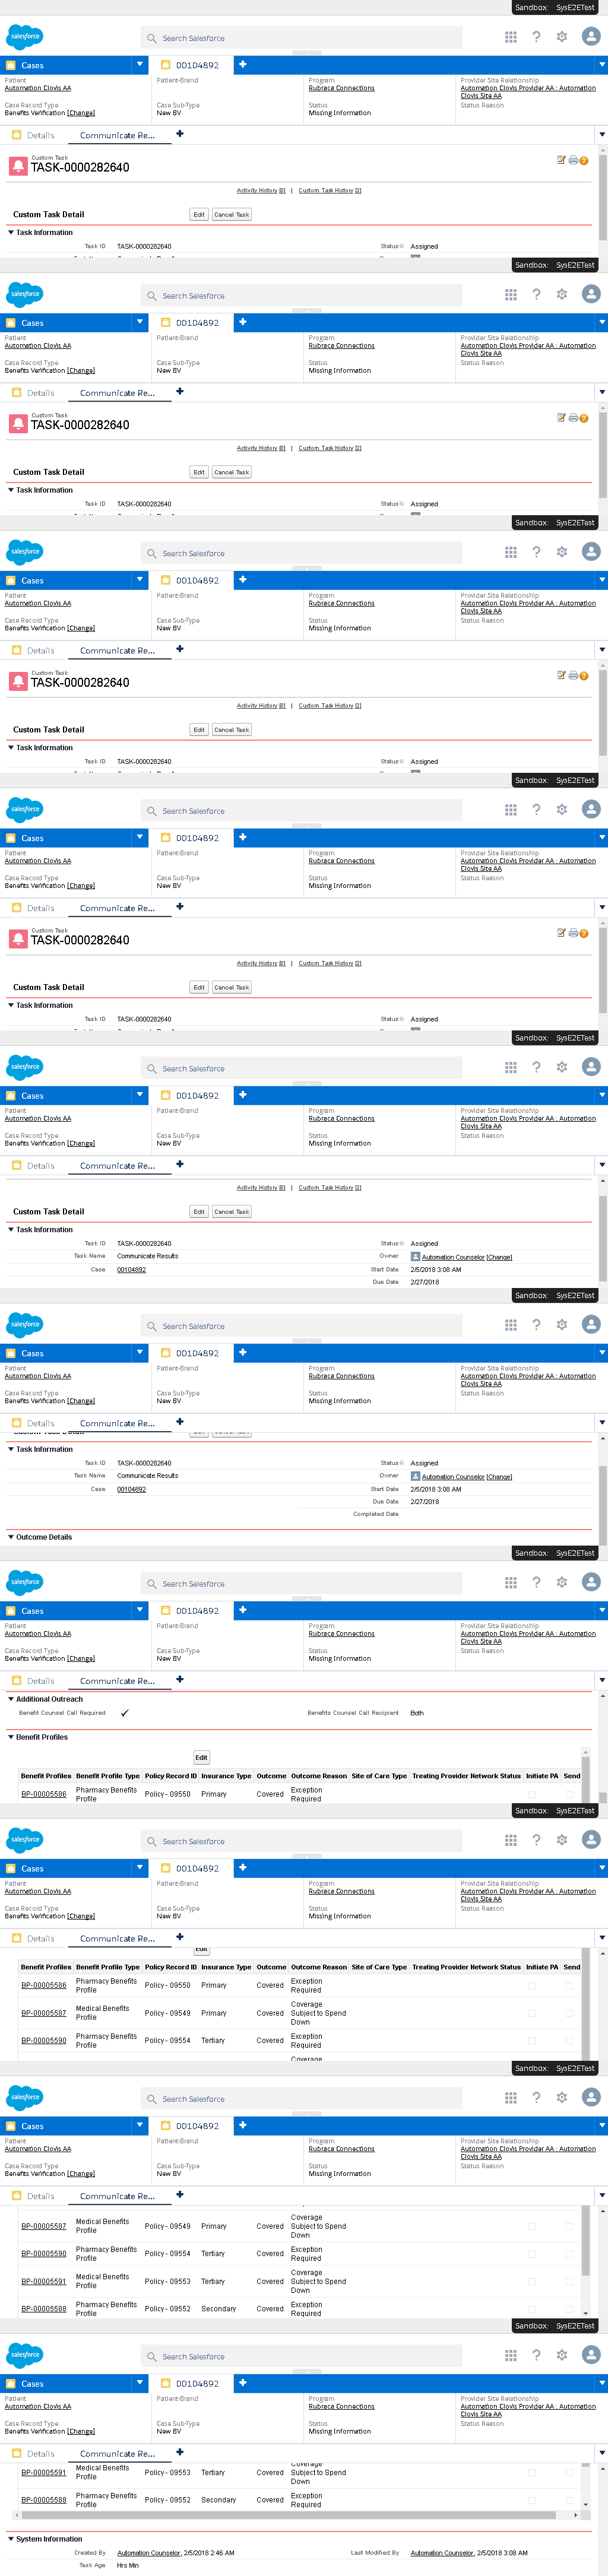 Sandbox: SysE2ETest
salesforce
Search Salesforce
Cases
00104892
Patient
Automation Clovis AA
Patient-Brand
Program
Rubraca Connections
Provider Site Relationship
Automation Clovis Provider AA : Automation
Clovis Site AA
Case Record Type
Benefits Verification [Change]
Case Sub-Type
New BV
Status
Missing Information
Status Reason
Details
Communicate Re...
Custom Task
TASK-0000282640
Activity History [0] | Custom Task History [2]
Custom Task Detail
Edit
Cancel Task
Task Information
Task ID TASK-0000282640 Status Assigned
Sandbox: SysE2ETest
salesforce
Search Salesforce
Cases
00104892
Patient
Automation Clovis AA
Patient-Brand
Program
Rubraca Connections
Provider Site Relationship
Automation Clovis Provider AA : Automation
Clovis Site AA
Case Record Type
Benefits Verification [Change]
Case Sub-Type
New BV
Status
Missing Information
Status Reason
Details
Communicate Re...
Custom Task
TASK-0000282640
Activity History [0] | Custom Task History [2]
Custom Task Detail
Edit
Cancel Task
Task Information
Task ID TASK-0000282640 Status Assigned
Sandbox: SysE2ETest
salesforce
Search Salesforce
Cases
00104892
Patient
Automation Clovis AA
Patient-Brand
Program
Rubraca Connections
Provider Site Relationship
Automation Clovis Provider AA : Automation
Clovis Site AA
Case Record Type
Benefits Verification [Change]
Case Sub-Type
New BV
Status
Missing Information
Status Reason
Details
Communicate Re...
Custom Task
TASK-0000282640
Activity History [0] | Custom Task History [2]
Custom Task Detail
Edit
Cancel Task
Task Information
Task ID TASK-0000282640 Status Assigned
Sandbox: SysE2ETest
salesforce
Search Salesforce
Cases
00104892
Patient
Automation Clovis AA
Patient-Brand
Program
Rubraca Connections
Provider Site Relationship
Automation Clovis Provider AA : Automation
Clovis Site AA
Case Record Type
Benefits Verification [Change]
Case Sub-Type
New BV
Status
Missing Information
Status Reason
Details
Communicate Re...
Custom Task
TASK-0000282640
Activity History [0] | Custom Task History [2]
Custom Task Detail
Edit
Cancel Task
Task Information
Task ID TASK-0000282640 Status Assigned
Sandbox: SysE2ETest
salesforce
Search Salesforce
Cases
00104892
Patient
Automation Clovis AA
Patient-Brand
Program
Rubraca Connections
Provider Site Relationship
Automation Clovis Provider AA : Automation
Clovis Site AA
Case Record Type
Benefits Verification [Change]
Case Sub-Type
New BV
Status
Missing Information
Status Reason
Details
Communicate Re...
Activity History [0] | Custom Task History [2]
Custom Task Detail
Edit
Cancel Task
Task Information
Task ID TASK-0000282640 Status Assigned
Task Name Communicate Results Owner Automation Counselor [Change]
Case 00104892 Start Date 2/5/2018 3:08 AM
Due Date 2/27/2018
Sandbox: SysE2ETest
salesforce
Search Salesforce
Cases
00104892
Patient
Automation Clovis AA
Patient-Brand
Program
Rubraca Connections
Provider Site Relationship
Automation Clovis Provider AA : Automation
Clovis Site AA
Case Record Type
Benefits Verification [Change]
Case Sub-Type
New BV
Status
Missing Information
Status Reason
Details
Communicate Re...
Task Information
Task ID TASK-0000282640 Status Assigned
Task Name Communicate Results Owner Automation Counselor [Change]
Case 00104892 Start Date 2/5/2018 3:08 AM
Due Date 2/27/2018
Completed Date
Outcome Details
Sandbox: SysE2ETest
salesforce
Search Salesforce
Cases
00104892
Patient
Automation Clovis AA
Patient-Brand
Program
Rubraca Connections
Provider Site Relationship
Automation Clovis Provider AA : Automation
Clovis Site AA
Case Record Type
Benefits Verification [Change]
Case Sub-Type
New BV
Status
Missing Information
Status Reason
Details
Communicate Re...
Additional Outreach
Benefit Counsel Call Required Benefits Counsel Call Recipient Both
Benefit Profiles
Edit
Benefit Profiles Benefit Profile Type Policy Record ID Insurance Type Outcome Outcome Reason Site of Care Type Treating Provider Network Status Initiate PA Send
BP-00005586 Pharmacy Benefits Profile Policy - 09550 Primary Covered Exception Required
Sandbox: SysE2ETest
salesforce
Search Salesforce
Cases
00104892
Patient
Automation Clovis AA
Patient-Brand
Program
Rubraca Connections
Provider Site Relationship
Automation Clovis Provider AA : Automation
Clovis Site AA
Case Record Type
Benefits Verification [Change]
Case Sub-Type
New BV
Status
Missing Information
Status Reason
Details
Communicate Re...
Edit
Benefit Profiles Benefit Profile Type Policy Record ID Insurance Type Outcome Outcome Reason Site of Care Type Treating Provider Network Status Initiate PA Send
BP-00005586 Pharmacy Benefits Profile Policy - 09550 Primary Covered Exception Required
BP-00005587 Medical Benefits Profile Policy - 09549 Primary Covered Coverage Subject to Spend Down
BP-00005590 Pharmacy Benefits Profile Policy - 09554 Tertiary Covered Exception Required
Coverage
Sandbox: SysE2ETest
salesforce
Search Salesforce
Cases
00104892
Patient
Automation Clovis AA
Patient-Brand
Program
Rubraca Connections
Provider Site Relationship
Automation Clovis Provider AA : Automation
Clovis Site AA
Case Record Type
Benefits Verification [Change]
Case Sub-Type
New BV
Status
Missing Information
Status Reason
Details
Communicate Re...
BP-00005587 Medical Benefits Profile Policy - 09549 Primary Covered Coverage Subject to Spend Down
BP-00005590 Pharmacy Benefits Profile Policy - 09554 Tertiary Covered Exception Required
BP-00005591 Medical Benefits Profile Policy - 09553 Tertiary Covered Coverage Subject to Spend Down
BP-00005588 Pharmacy Benefits Profile Policy - 09552 Secondary Covered Exception Required
Sandbox: SysE2ETest
salesforce
Search Salesforce
Cases
00104892
Patient
Automation Clovis AA
Patient-Brand
Program
Rubraca Connections
Provider Site Relationship
Automation Clovis Provider AA : Automation
Clovis Site AA
Case Record Type
Benefits Verification [Change]
Case Sub-Type
New BV
Status
Missing Information
Status Reason
Details
Communicate Re...
BP-00005591 Medical Benefits Profile Policy - 09553 Tertiary Covered Coverage Subject to Spend Down
BP-00005588 Pharmacy Benefits Profile Policy - 09552 Secondary Covered Exception Required
System Information
Created By Automation Counselor, 2/5/2018 2:46 AM Last Modified By Automation Counselor, 2/5/2018 3:08 AM
Task Age Hrs Min